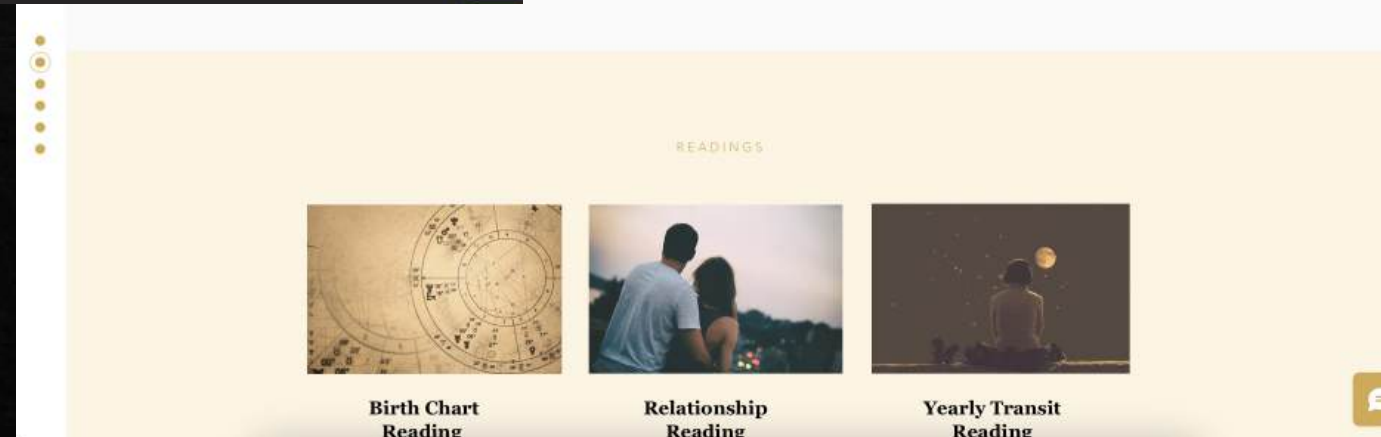 READINGS
Birth Chart
Reading
Relationship
Reading
Yearly Transit
Reading